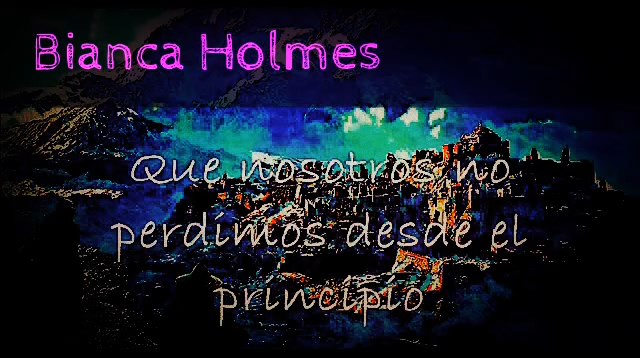 Bianca Holmes
Que nosotros no
perdimos desde el
principio